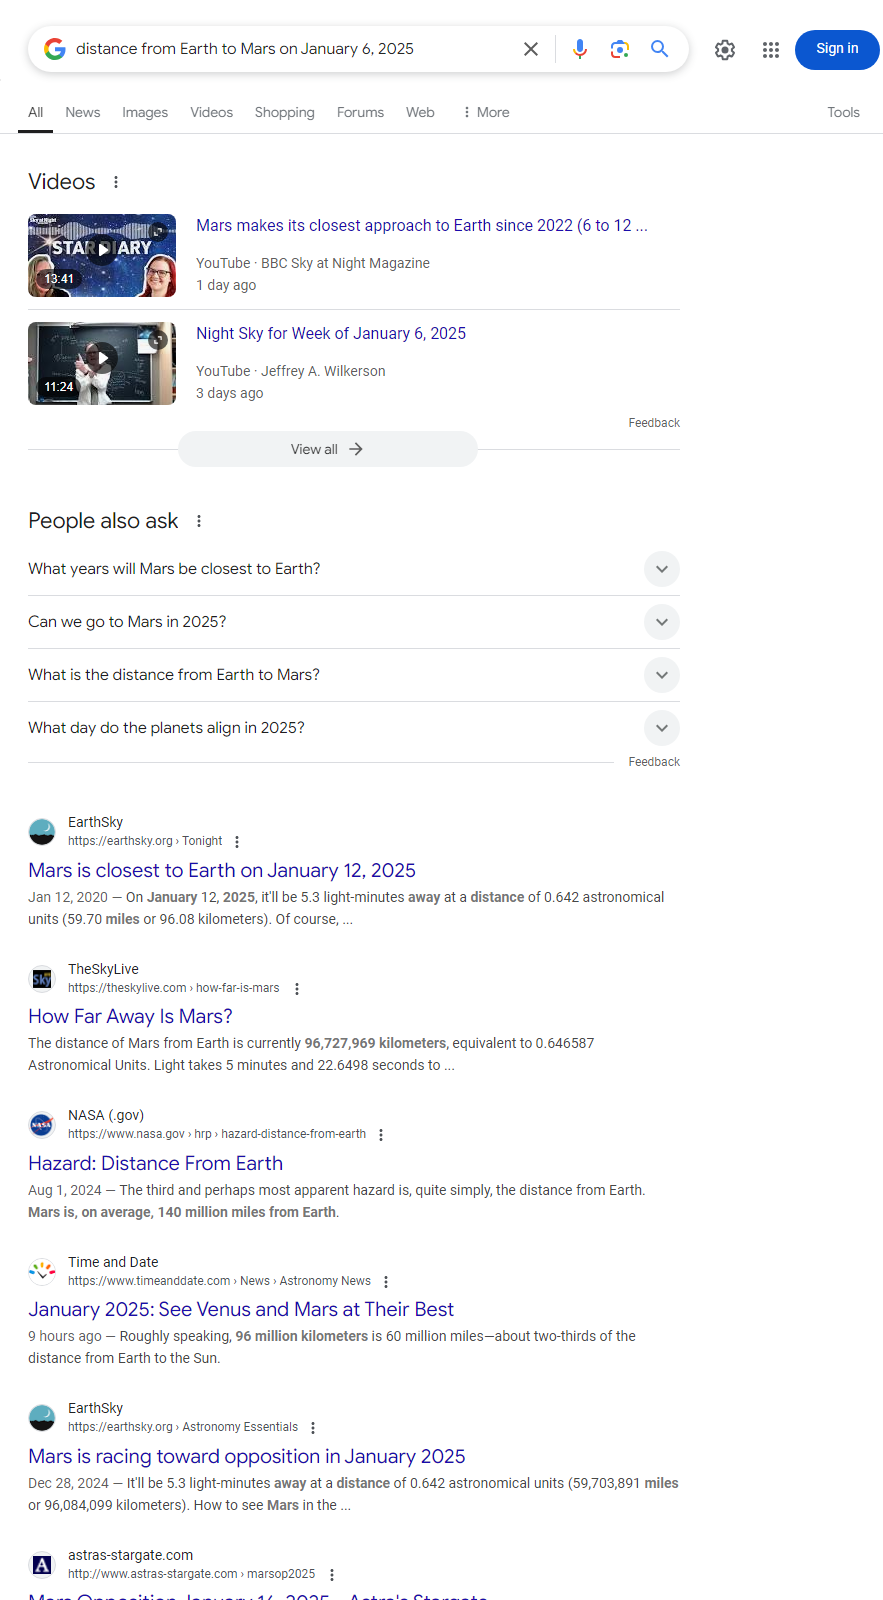 distance from Earth to Mars on January 6, 2025
Sign in
All News Images Videos Shopping Forums Web More Tools
Videos
Sky at Night
STAR DIARY
13:41
Mars makes its closest approach to Earth since 2022 (6 to 12 ...
YouTube · BBC Sky at Night Magazine
1 day ago
11:24
Night Sky for Week of January 6, 2025
YouTube · Jeffrey A. Wilkerson
3 days ago
Feedback
View all
People also ask
What years will Mars be closest to Earth?
Can we go to Mars in 2025?
What is the distance from Earth to Mars?
What day do the planets align in 2025?
Feedback
EarthSky
https://earthsky.org › Tonight
Mars is closest to Earth on January 12, 2025
Jan 12, 2020 — On January 12, 2025, it'll be 5.3 light-minutes away at a distance of 0.642 astronomical
units (59.70 miles or 96.08 kilometers). Of course, ...
Sky
TheSkyLive
https://theskylive.com › how-far-is-mars
How Far Away Is Mars?
The distance of Mars from Earth is currently 96,727,969 kilometers, equivalent to 0.646587
Astronomical Units. Light takes 5 minutes and 22.6498 seconds to ...
NASA
NASA (.gov)
https://www.nasa.gov › hrp › hazard-distance-from-earth
Hazard: Distance From Earth
Aug 1, 2024 — The third and perhaps most apparent hazard is, quite simply, the distance from Earth.
Mars is, on average, 140 million miles from Earth.
Time and Date
https://www.timeanddate.com › News › Astronomy News
January 2025: See Venus and Mars at Their Best
9 hours ago — Roughly speaking, 96 million kilometers is 60 million miles—about two-thirds of the
distance from Earth to the Sun.
EarthSky
https://earthsky.org › Astronomy Essentials
Mars is racing toward opposition in January 2025
Dec 28, 2024 — It'll be 5.3 light-minutes away at a distance of 0.642 astronomical units (59,703,891 miles
or 96,084,099 kilometers). How to see Mars in the ...
A
astras-stargate.com
http://www.astras-stargate.com › marsop2025
Mars Opposition January 16, 2025 - Astra's Stargate